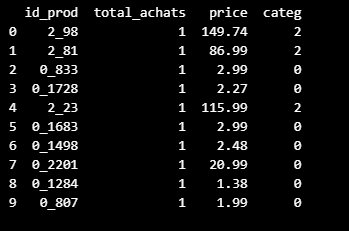 id_prod total_achats price categ
0 2_98 1 149.74 2
1 2_81 1 86.99 2
2 0_833 1 2.99 0
3 0_1728 1 2.27 0
4 2_23 1 115.99 2
5 0_1683 1 2.99 0
6 0_1498 1 2.48 0
7 0_2201 1 20.99 0
8 0_1284 1 1.38 0
9 0_807 1 1.99 0